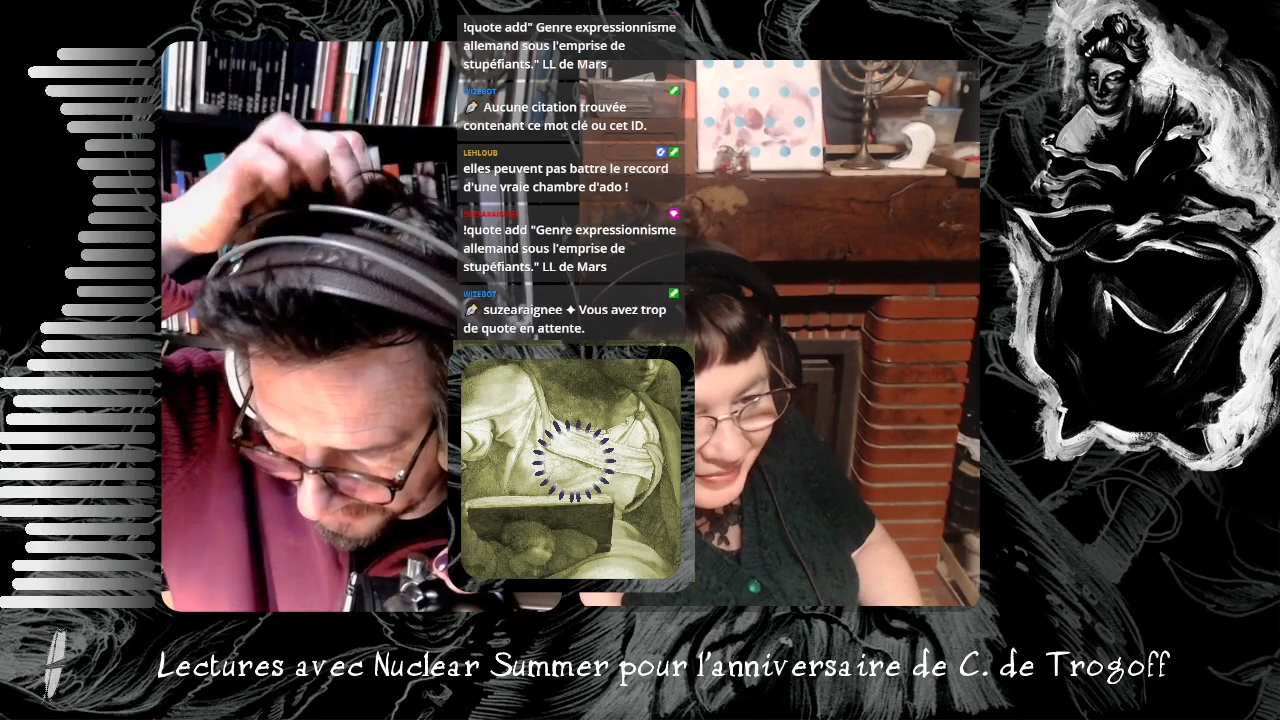 !quote add" Genre expressionnisme
allemand sous l'emprise de
stupéfiants." LL de Mars
WIZEBOT
Aucune citation trouvée
contenant ce mot clé ou cet ID.
LEHLOUB
elles peuvent pas battre le reccord
d'une vraie chambre d'ado !
SUZEARAIGNEE
!quote add "Genre expressionnisme
allemand sous l'emprise de
stupéfiants." LL de Mars
WIZEBOT
suzearaignee ✦ Vous avez trop
de quote en attente.
Lectures avec Nuclear Summer pour l'anniversaire de C. de Trogoff